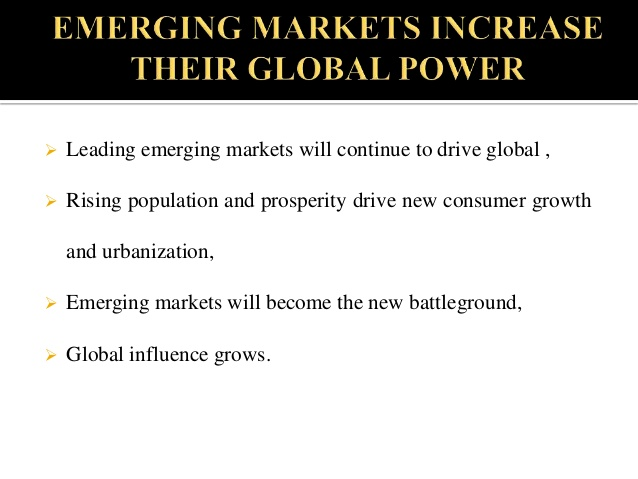 EMERGING MARKETS INCREASE
THEIR GLOBAL POWER
➢ Leading emerging markets will continue to drive global ,
➢ Rising population and prosperity drive new consumer growth
and urbanization,
➢ Emerging markets will become the new battleground,
➢ Global influence grows.